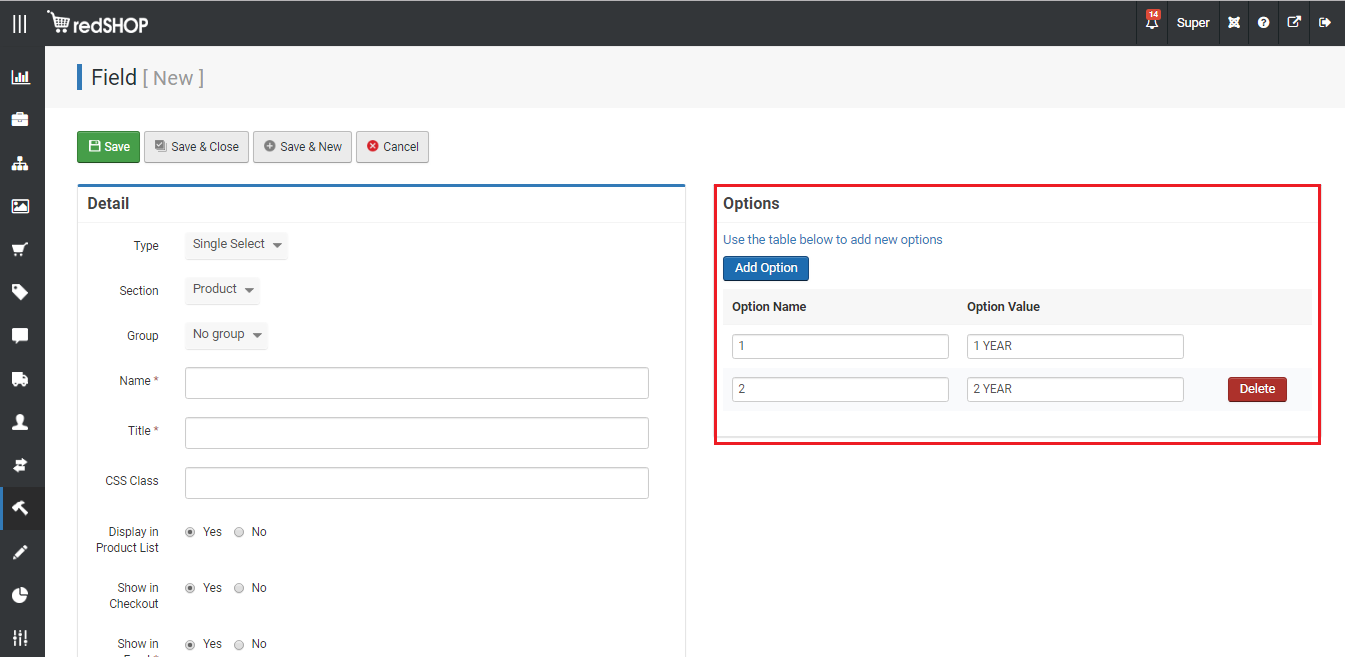 redSHOP
14
Super
Field [ New ]
Save
Save & Close
Save & New
Cancel
Detail
Type
Single Select
Section
Product
Group
No group
Name *
Title *
CSS Class
Display in
Product List
Yes No
Show in
Checkout
Yes No
Show in
Yes No
Options
Use the table below to add new options
Add Option
Option Name Option Value
1 1 YEAR
2 2 YEAR Delete